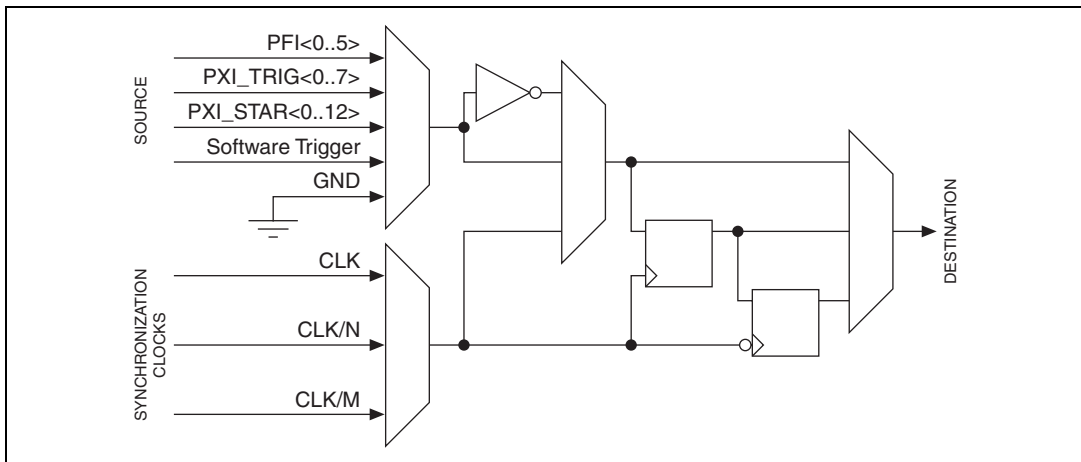 SOURCE
PFI<0..5>
PXI_TRIG<0..7>
PXI_STAR<0..12>
Software Trigger
GND
SYNCHRONIZATION
CLOCKS
CLK
CLK/N
CLK/M
DESTINATION